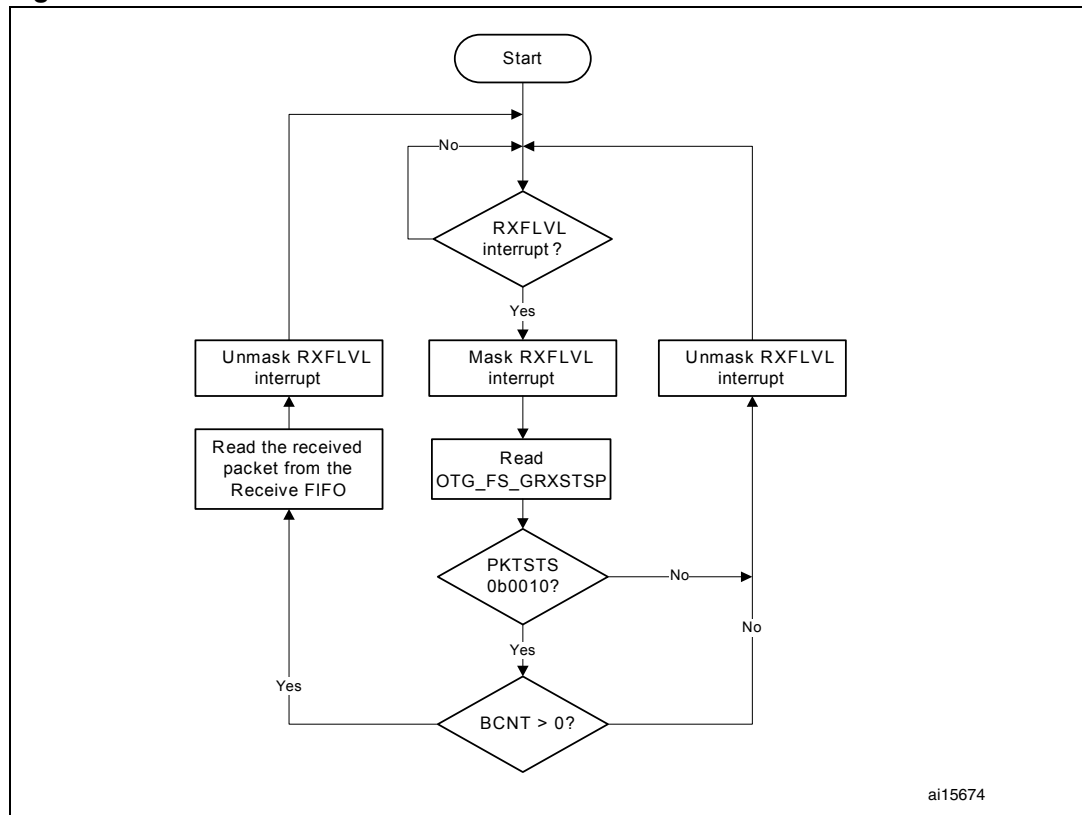 Start
No
RXFLVL
interrupt?
Yes
Unmask RXFLVL
interrupt
Mask RXFLVL
interrupt
Unmask RXFLVL
interrupt
Read the received
packet from the
Receive FIFO
Read
OTG_FS_GRXSTSP
PKTSTS
0b0010?
No
Yes
No
Yes
BCNT > 0?
ai15674